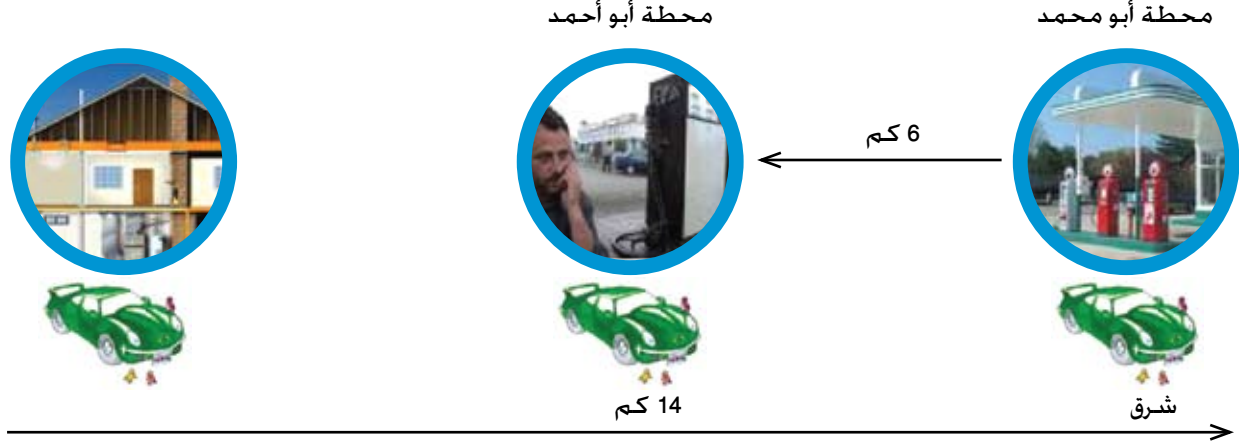 محطة أبو محمد
محطة أبو أحمد
6 كم
14 كم
شرق